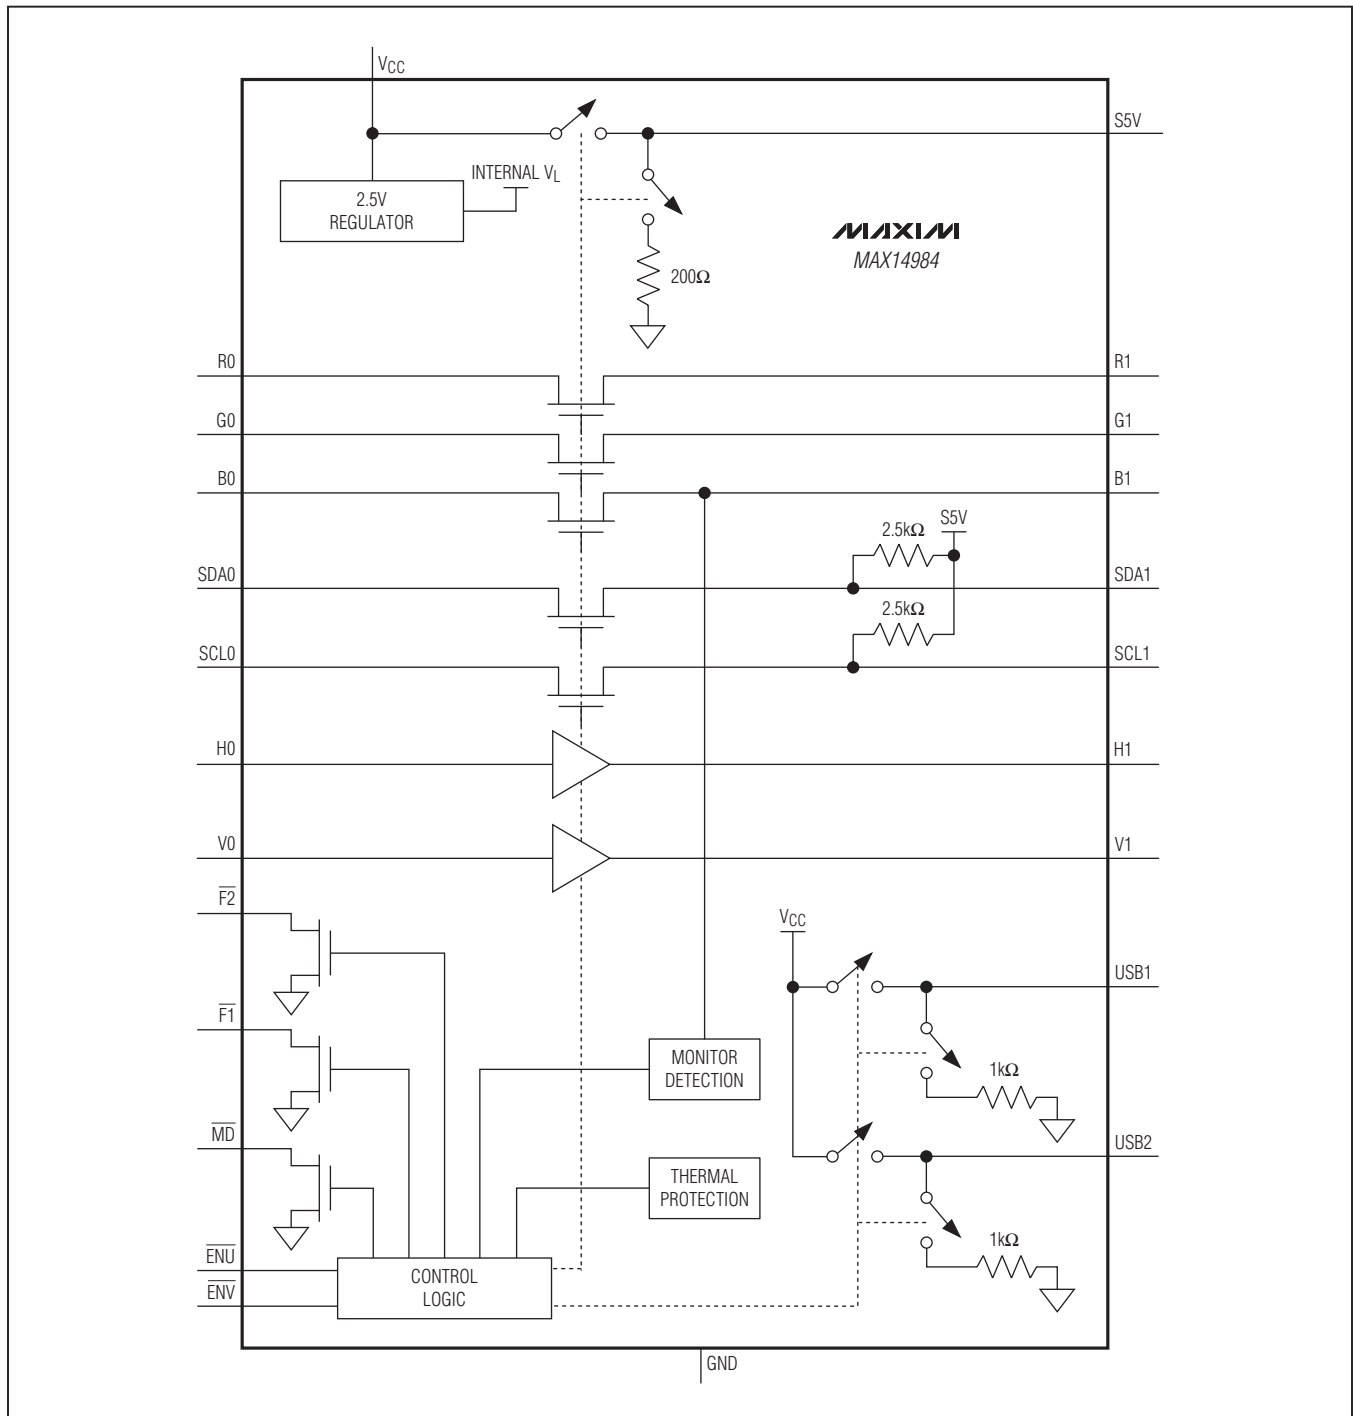 VCC
S5V
INTERNAL VL
2.5V
REGULATOR
MAXIM
MAX14984
200Ω
R0
R1
G0
G1
B0
B1
S5V
2.5kΩ
SDA0
SDA1
2.5kΩ
SCL0
SCL1
H0
H1
V0
V1
F2
VCC
USB1
F1
MONITOR
DETECTION
1kΩ
MD
USB2
THERMAL
PROTECTION
ENU
1kΩ
CONTROL
LOGIC
ENV
GND